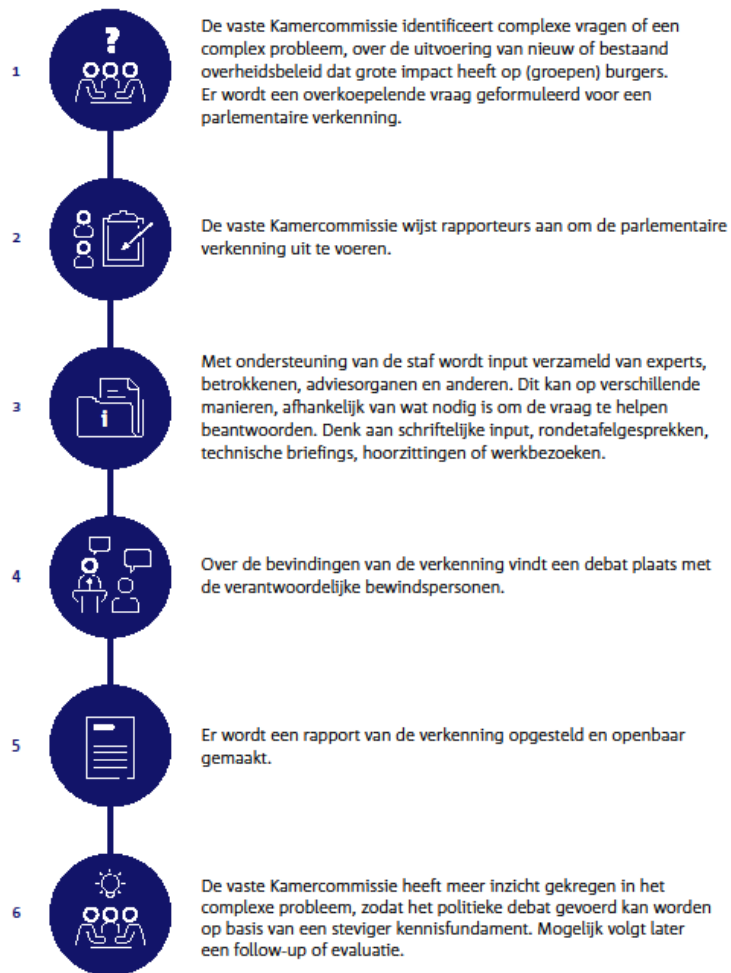 ?
1
De vaste Kamercommissie identificeert complexe vragen of een
complex probleem, over de uitvoering van nieuw of bestaand
overheidsbeleid dat grote impact heeft op (groepen) burgers.
Er wordt een overkoepelende vraag geformuleerd voor een
parlementaire verkenning.
2
De vaste Kamercommissie wijst rapporteurs aan om de parlementaire
verkenning uit te voeren.
3
i
Met ondersteuning van de staf wordt input verzameld van experts,
betrokkenen, adviesorganen en anderen. Dit kan op verschillende
manieren, afhankelijk van wat nodig is om de vraag te helpen
beantwoorden. Denk aan schriftelijke input, rondetafelgesprekken,
technische briefings, hoorzittingen of werkbezoeken.
4
Over de bevindingen van de verkenning vindt een debat plaats met
de verantwoordelijke bewindspersonen.
5
Er wordt een rapport van de verkenning opgesteld en openbaar
gemaakt.
6
De vaste Kamercommissie heeft meer inzicht gekregen in het
complexe probleem, zodat het politieke debat gevoerd kan worden
op basis van een steviger kennisfundament. Mogelijk volgt later
een follow-up of evaluatie.